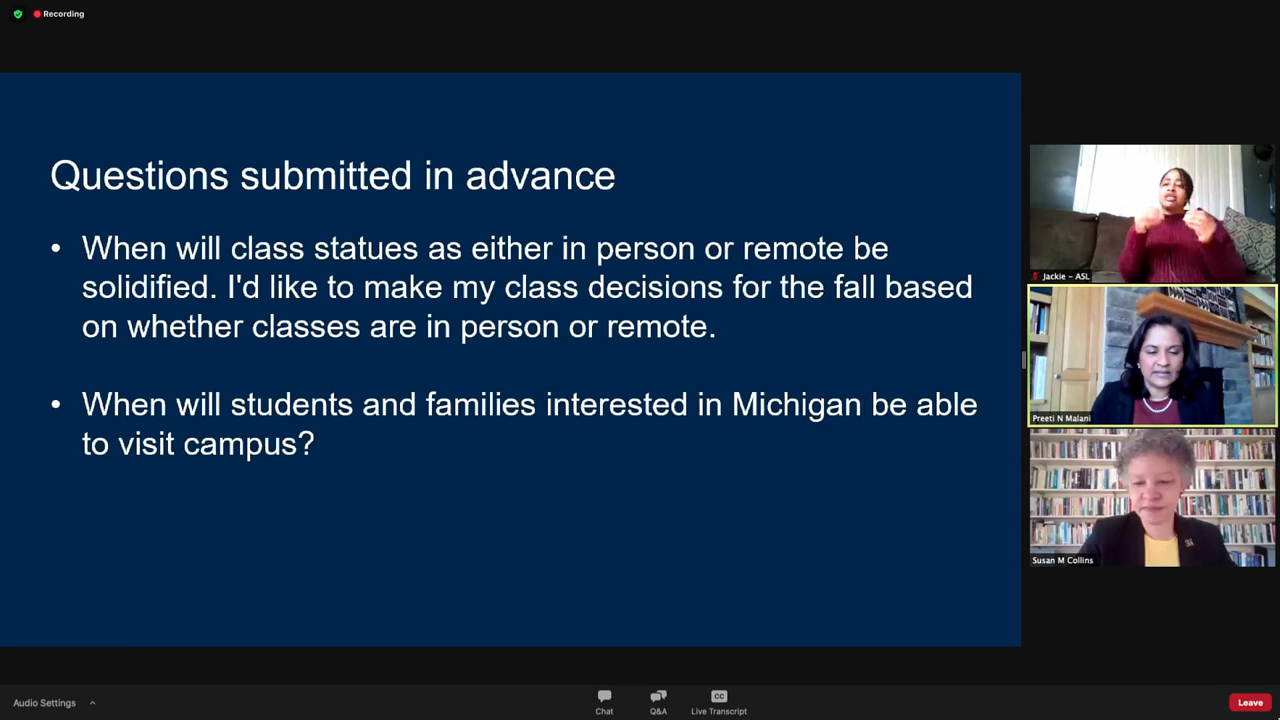 Recording
Questions submitted in advance
• When will class statues as either in person or remote be
solidified. I'd like to make my class decisions for the fall based
on whether classes are in person or remote.
• When will students and families interested in Michigan be able
to visit campus?
Jackie – ASL
Preeti N Malani
Susan M Collins
Audio Settings
Chat
Q&A
CC
Live Transcript
Leave